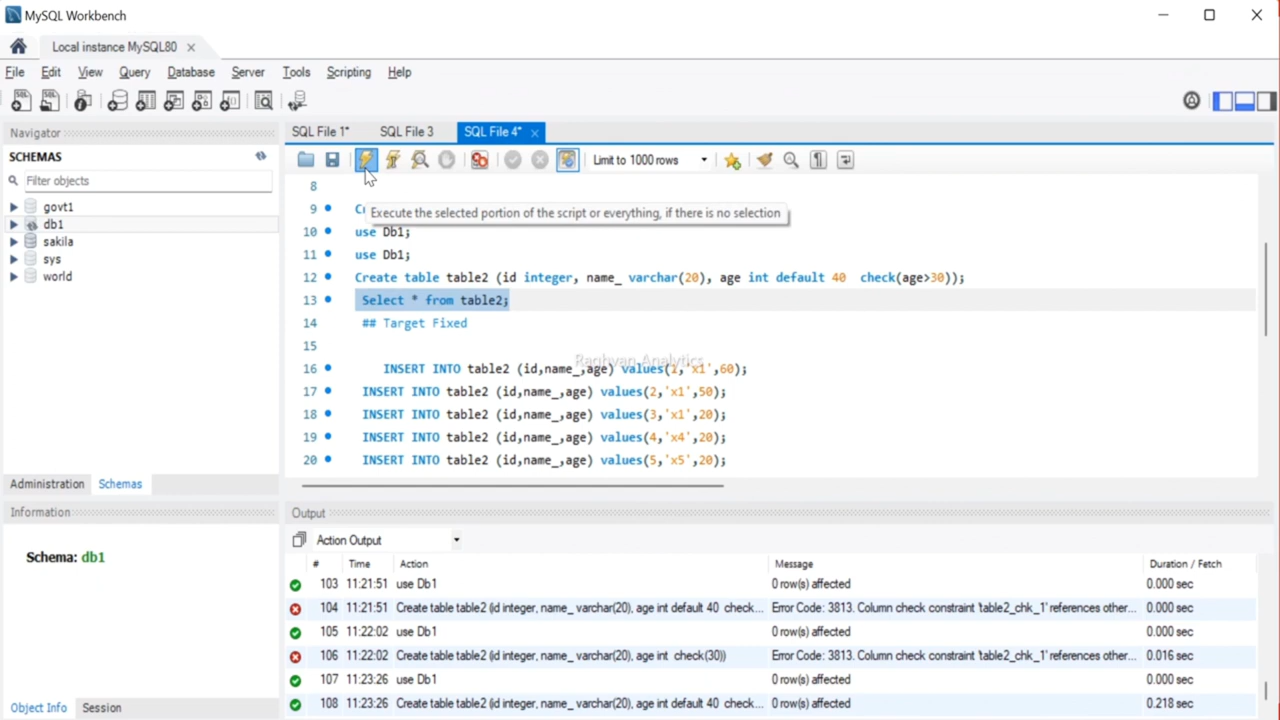 MySQL Workbench
Local instance MySQL80
File Edit View Query Database Server Tools Scripting Help
Navigator
SCHEMAS
Filter objects
govt1
db1
sakila
sys
world
Administration Schemas
Information
Schema: db1
Object Info Session
SQL File 1* SQL File 3 SQL File 4*
Limit to 1000 rows
8
9
Execute the selected portion of the script or everything, if there is no selection
10 use Db1;
11 use Db1;
12 Create table table2 (id integer, name_ varchar(20), age int default 40 check(age>30));
13 Select * from table2;
14 ## Target Fixed
15
Raghvan Analytics
16 INSERT INTO table2 (id,name_,age) values(1,'x1',60);
17 INSERT INTO table2 (id,name_,age) values(2,'x1',50);
18 INSERT INTO table2 (id,name_,age) values(3,'x1',20);
19 INSERT INTO table2 (id,name_,age) values(4,'x4',20);
20 INSERT INTO table2 (id,name_,age) values(5,'x5',20);
Output
Action Output
# Time Action Message Duration / Fetch
103 11:21:51 use Db1 0 row(s) affected 0.000 sec
104 11:21:51 Create table table2 (id integer, name_ varchar(20), age int default 40 check... Error Code: 3813. Column check constraint 'table2_chk_1' references other... 0.000 sec
105 11:22:02 use Db1 0 row(s) affected 0.000 sec
106 11:22:02 Create table table2 (id integer, name_ varchar(20), age int check(30)) Error Code: 3813. Column check constraint 'table2_chk_1' references other... 0.016 sec
107 11:23:26 use Db1 0 row(s) affected 0.000 sec
108 11:23:26 Create table table2 (id integer, name_ varchar(20), age int default 40 check... 0 row(s) affected 0.218 sec